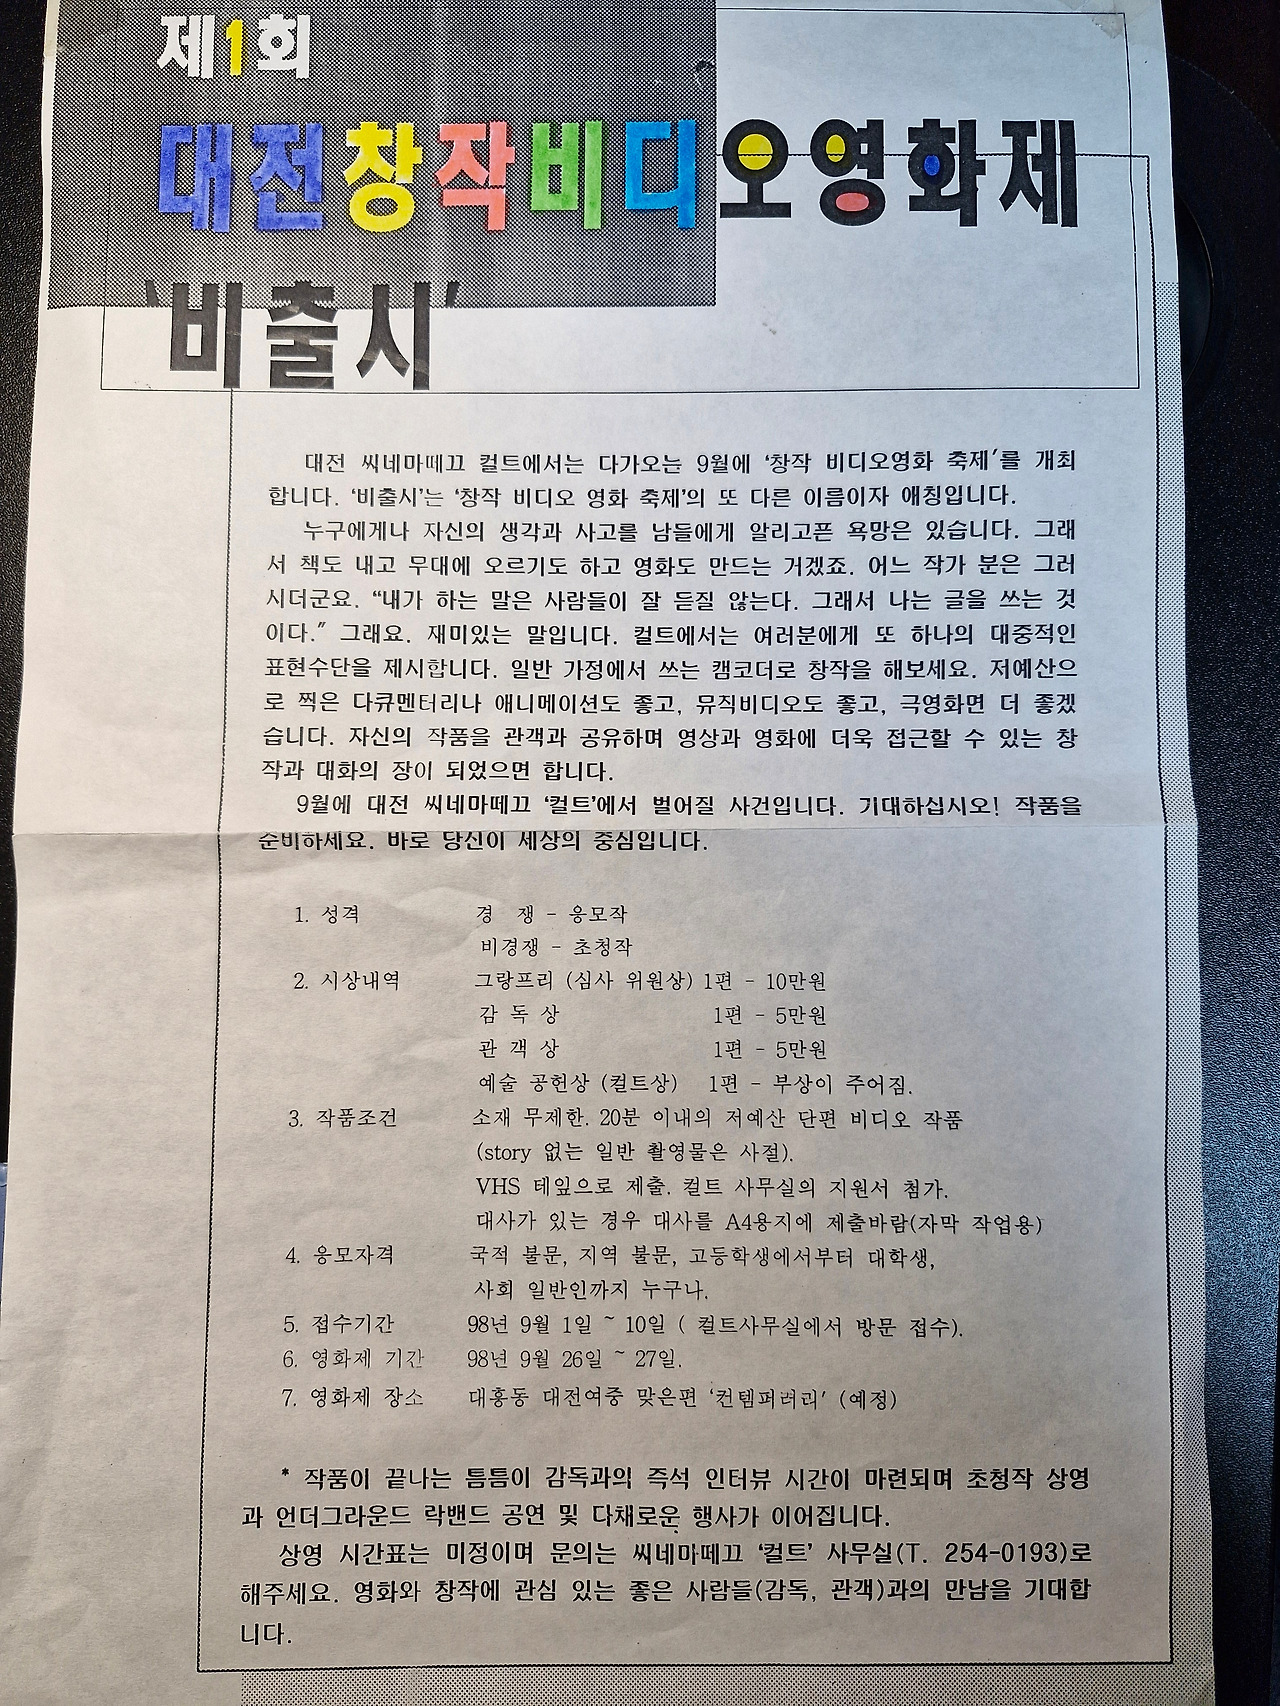 제1회
대전창작비디오영화제
'비출시'
대전 씨네마떼끄 컬트에서는 다가오는 9월에 '창작 비디오영화 축제'를 개최
합니다. '비출시'는 '창작 비디오 영화 축제'의 또 다른 이름이자 애칭입니다.
누구에게나 자신의 생각과 사고를 남들에게 알리고픈 욕망은 있습니다. 그래
서 책도 내고 무대에 오르기도 하고 영화도 만드는 거겠죠. 어느 작가 분은 그러
시더군요. "내가 하는 말은 사람들이 잘 듣질 않는다. 그래서 나는 글을 쓰는 것
이다." 그래요. 재미있는 말입니다. 컬트에서는 여러분에게 또 하나의 대중적인
표현수단을 제시합니다. 일반 가정에서 쓰는 캠코더로 창작을 해보세요. 저예산으
로 찍은 다큐멘터리나 애니메이션도 좋고, 뮤직비디오도 좋고, 극영화면 더 좋겠
습니다. 자신의 작품을 관객과 공유하며 영상과 영화에 더욱 접근할 수 있는 창
작과 대화의 장이 되었으면 합니다.
9월에 대전 씨네마떼끄 '컬트'에서 벌어질 사건입니다. 기대하십시오! 작품을
준비하세요. 바로 당신이 세상의 중심입니다.
1. 성격 경 쟁 - 응모작
비경쟁 - 초청작
2. 시상내역 그랑프리 (심사 위원상) 1편 - 10만원
감 독 상 1편 - 5만원
관 객 상 1편 - 5만원
예술 공헌상 (컬트상) 1편 - 부상이 주어짐.
3. 작품조건 소재 무제한. 20분 이내의 저예산 단편 비디오 작품
(story 없는 일반 촬영물은 사절).
VHS 테잎으로 제출. 컬트 사무실의 지원서 첨가.
대사가 있는 경우 대사를 A4용지에 제출바람(자막 작업용)
4. 응모자격 국적 불문, 지역 불문, 고등학생에서부터 대학생,
사회 일반인까지 누구나.
5. 접수기간 98년 9월 1일 ~ 10일 ( 컬트사무실에서 방문 접수).
6. 영화제 기간 98년 9월 26일 ~ 27일.
7. 영화제 장소 대흥동 대전여중 맞은편 '컨템퍼러리' (예정)
* 작품이 끝나는 틈틈이 감독과의 즉석 인터뷰 시간이 마련되며 초청작 상영
과 언더그라운드 락밴드 공연 및 다채로운 행사가 이어집니다.
상영 시간표는 미정이며 문의는 씨네마떼끄 '컬트' 사무실(T. 254-0193)로
해주세요. 영화와 창작에 관심 있는 좋은 사람들(감독, 관객)과의 만남을 기대합
니다.